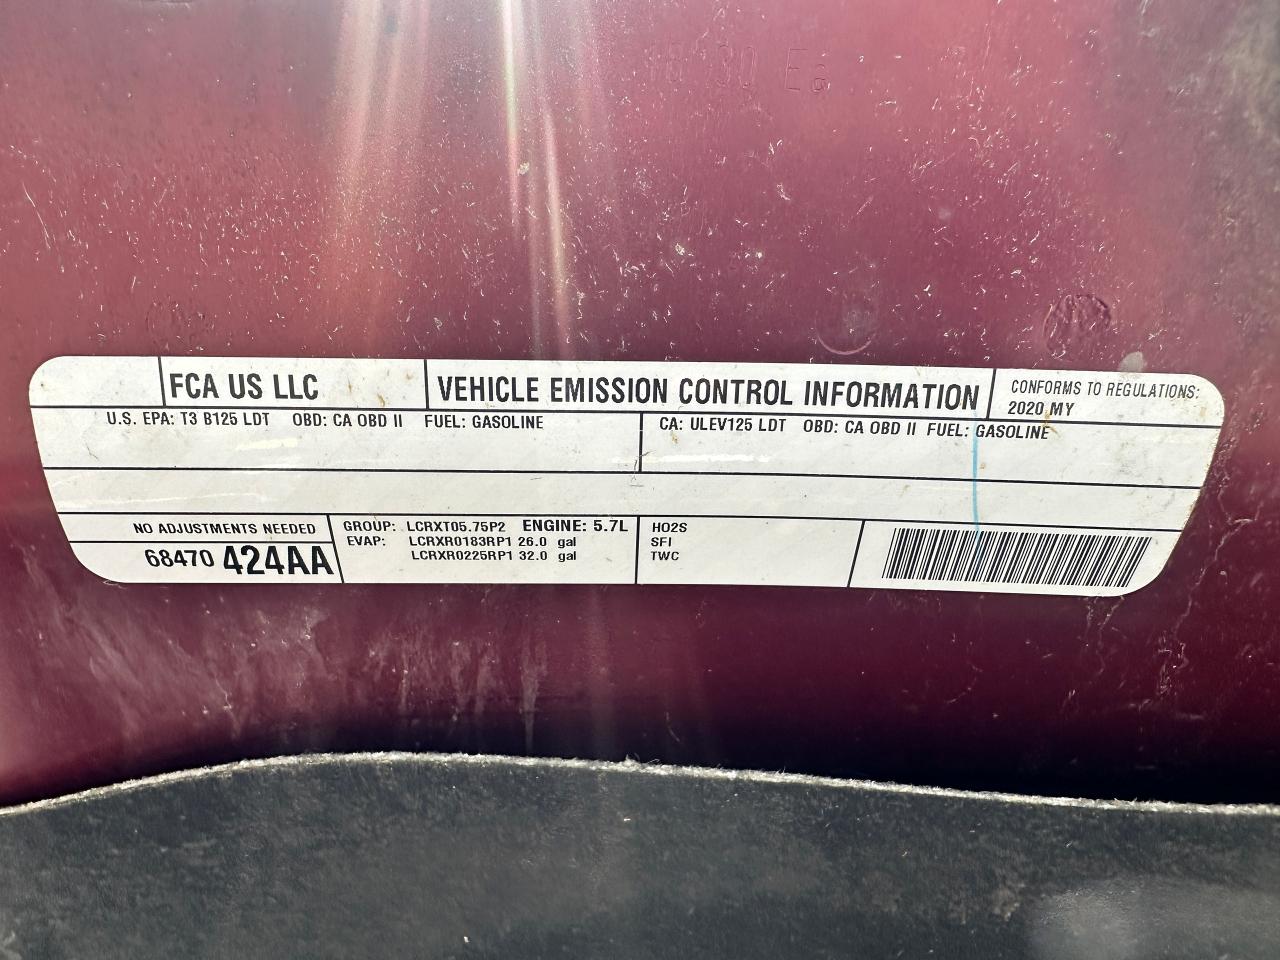 FCA US LLC
VEHICLE EMISSION CONTROL INFORMATION
CONFORMS TO REGULATIONS:
2020 MY
U.S. EPA: T3 B125 LDT OBD: CA OBD II FUEL: GASOLINE
CA: ULEV125 LDT OBD: CA OBD II FUEL: GASOLINE
NO ADJUSTMENTS NEEDED
68470 424AA
GROUP: LCRXT05.75P2 ENGINE: 5.7L
EVAP: LCRXR0183RP1 26.0 gal
LCRXR0225RP1 32.0 gal
HO2S
SFI
TWC